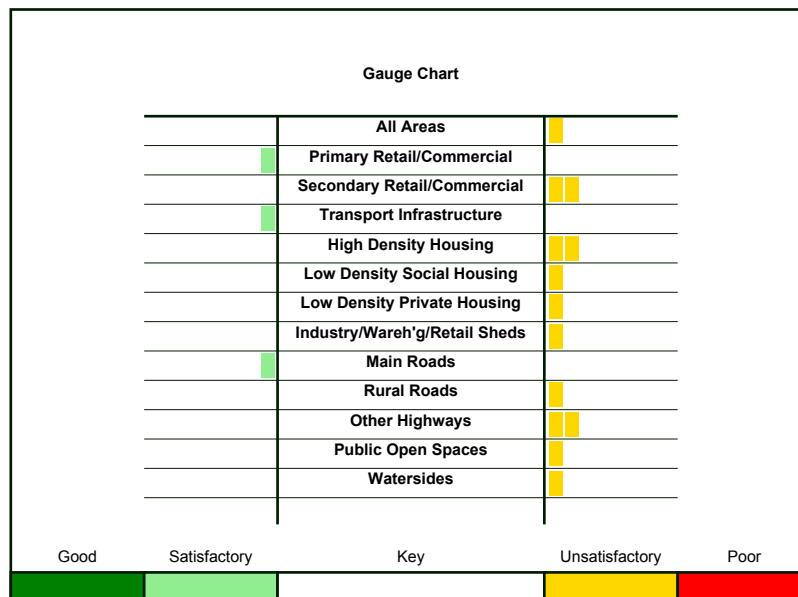 Gauge Chart
All Areas
Primary Retail/Commercial
Secondary Retail/Commercial
Transport Infrastructure
High Density Housing
Low Density Social Housing
Low Density Private Housing
Industry/Wareh'g/Retail Sheds
Main Roads
Rural Roads
Other Highways
Public Open Spaces
Watersides
Good Satisfactory Key Unsatisfactory Poor